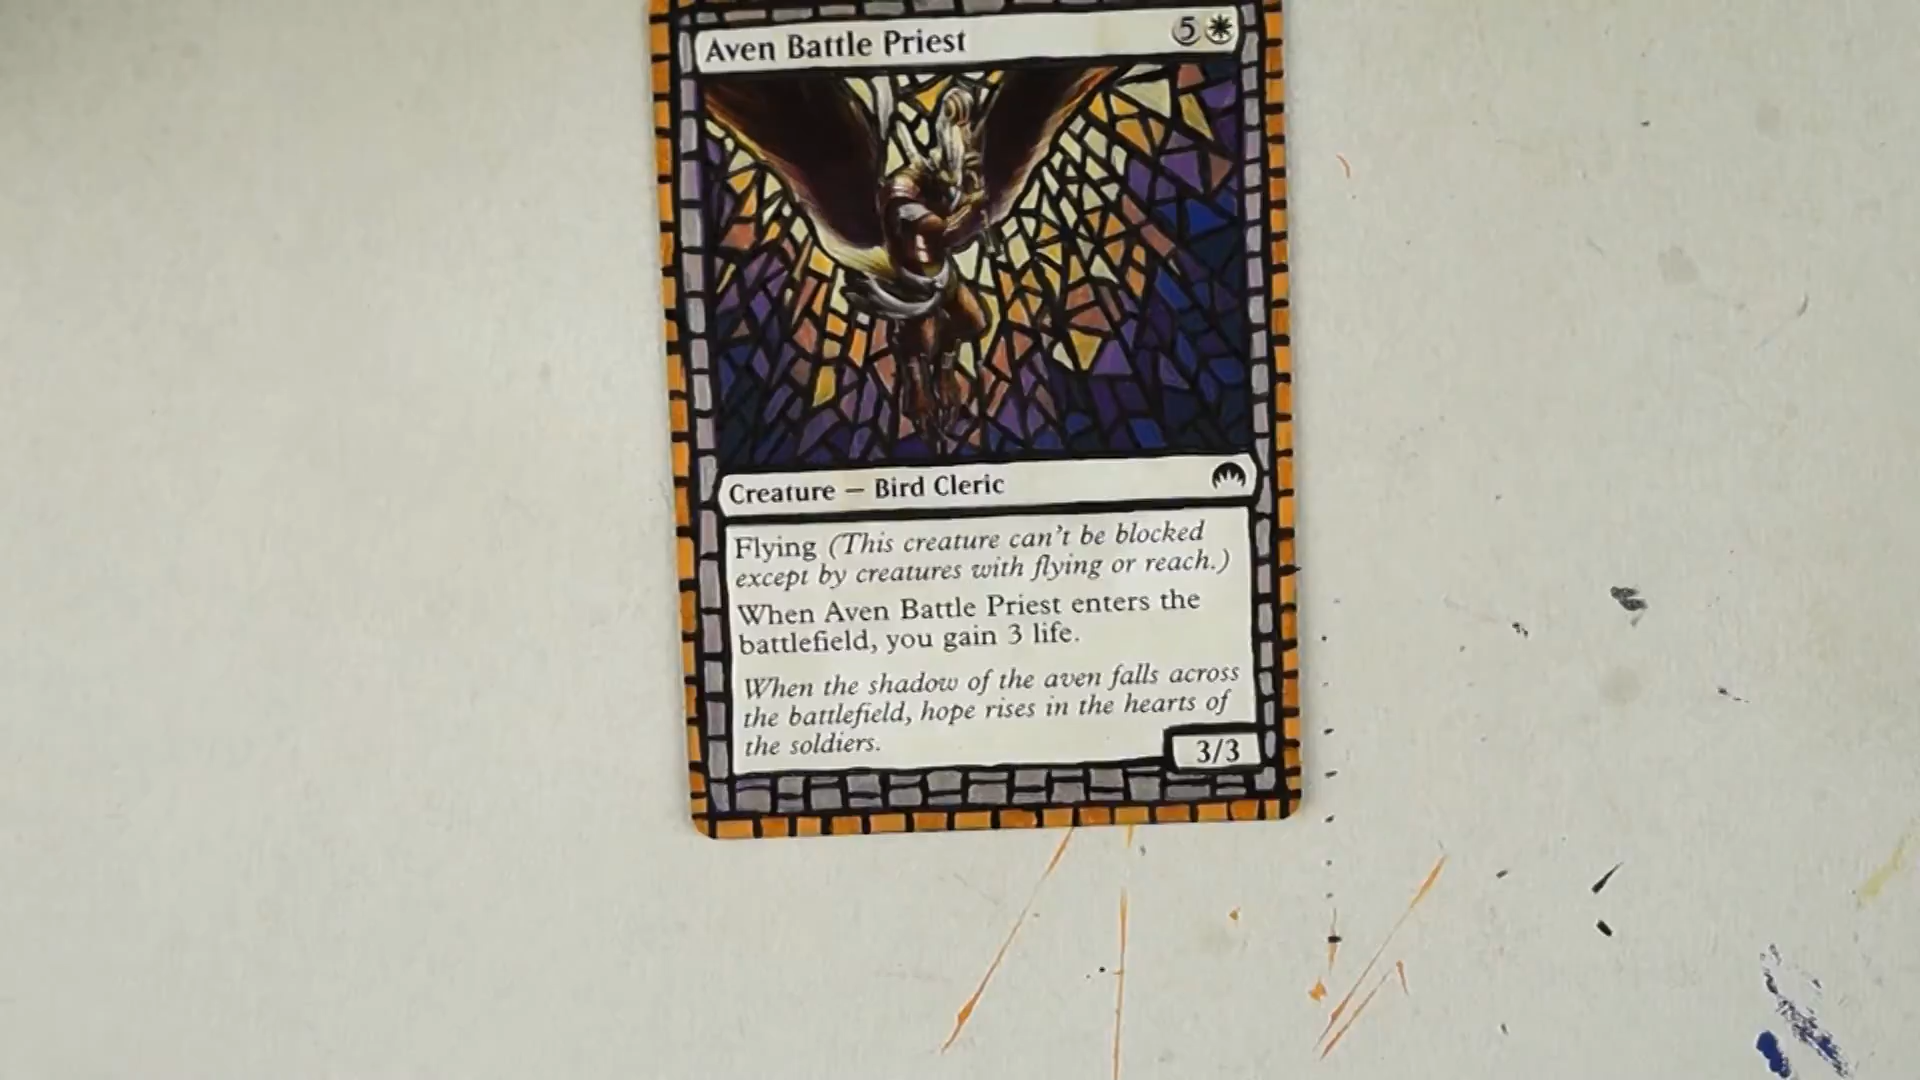 Aven Battle Priest 5
Creature — Bird Cleric
Flying (This creature can't be blocked
except by creatures with flying or reach.)
When Aven Battle Priest enters the
battlefield, you gain 3 life.
When the shadow of the aven falls across
the battlefield, hope rises in the hearts of
the soldiers.
3/3